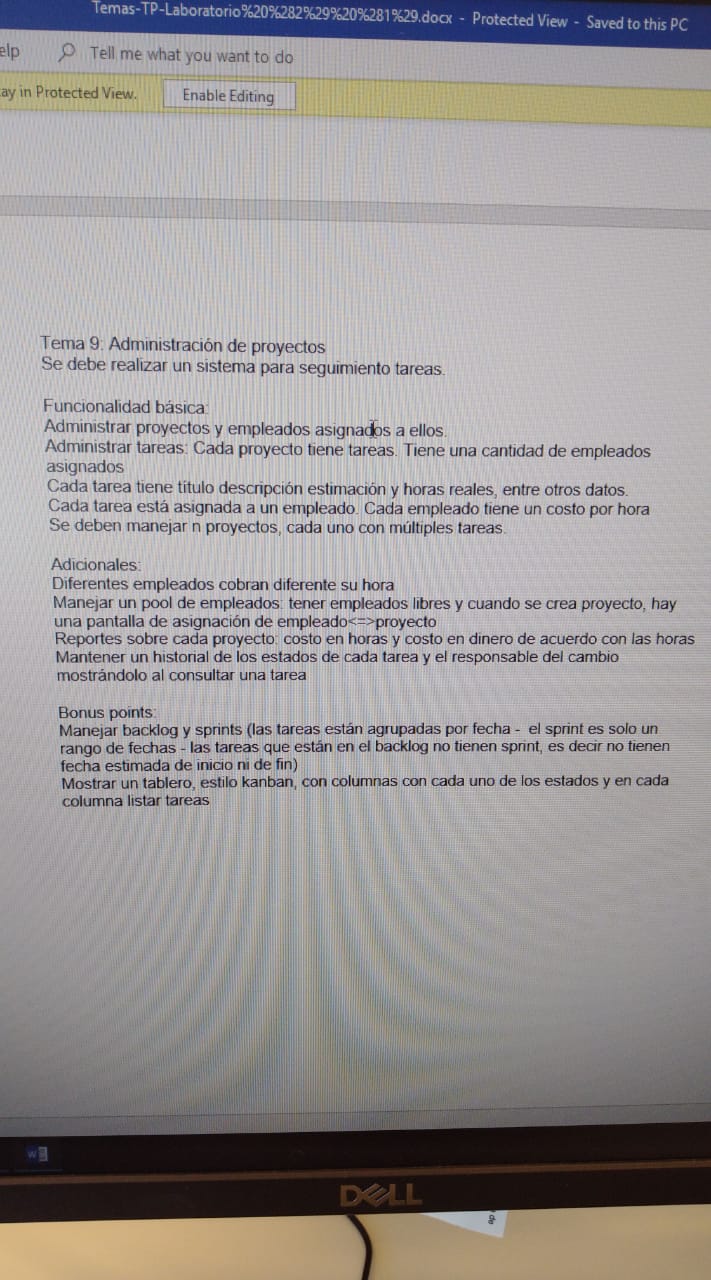 Temas-TP-Laboratorio%20%282%29%20%281%29.docx - Protected View - Saved to this PC
elp Tell me what you want to do
ay in Protected View. Enable Editing
Tema 9: Administración de proyectos
Se debe realizar un sistema para seguimiento tareas.
Funcionalidad básica:
Administrar proyectos y empleados asignados a ellos.
Administrar tareas: Cada proyecto tiene tareas. Tiene una cantidad de empleados
asignados
Cada tarea tiene título descripción estimación y horas reales, entre otros datos.
Cada tarea está asignada a un empleado. Cada empleado tiene un costo por hora
Se deben manejar n proyectos, cada uno con múltiples tareas.
Adicionales:
Diferentes empleados cobran diferente su hora
Manejar un pool de empleados: tener empleados libres y cuando se crea proyecto, hay
una pantalla de asignación de empleado<=>proyecto
Reportes sobre cada proyecto: costo en horas y costo en dinero de acuerdo con las horas
Mantener un historial de los estados de cada tarea y el responsable del cambio
mostrándolo al consultar una tarea
Bonus points:
Manejar backlog y sprints (las tareas están agrupadas por fecha - el sprint es solo un
rango de fechas - las tareas que están en el backlog no tienen sprint, es decir no tienen
fecha estimada de inicio ni de fin)
Mostrar un tablero, estilo kanban, con columnas con cada uno de los estados y en cada
columna listar tareas
W
DELL
de